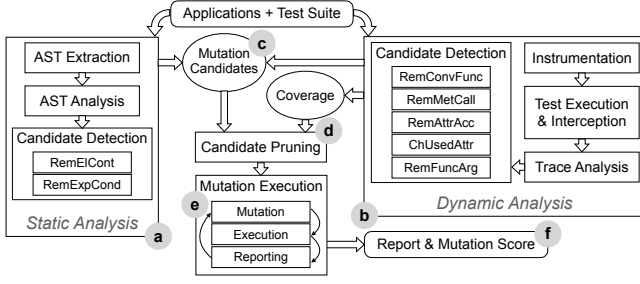 Applications + Test Suite
AST Extraction
AST Analysis
Candidate Detection
RemElCont
RemExpCond
Static Analysis
a
c
Mutation
Candidates
Coverage
d
Candidate Pruning
Mutation Execution
e
Mutation
Execution
Reporting
Candidate Detection
RemConvFunc
RemMetCall
RemAttrAcc
ChUsedAttr
RemFuncArg
Instrumentation
Test Execution
& Interception
Trace Analysis
b
Dynamic Analysis
Report & Mutation Score
f